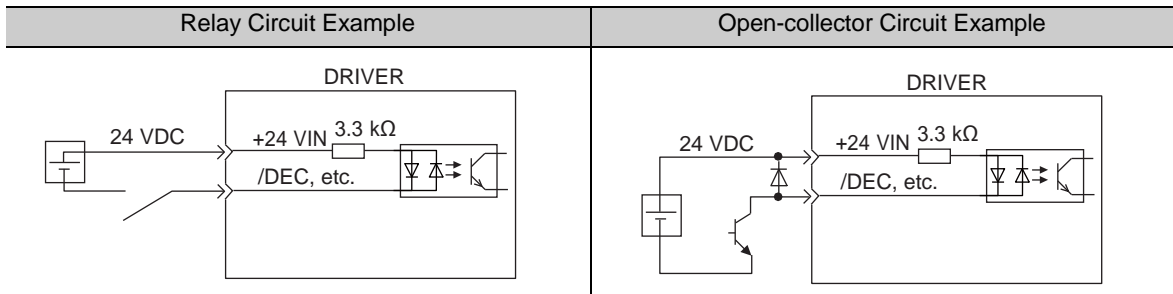 Relay Circuit Example
Open-collector Circuit Example
DRIVER
24 VDC
+24 VIN
3.3 kΩ
/DEC, etc.
DRIVER
24 VDC
+24 VIN
3.3 kΩ
/DEC, etc.